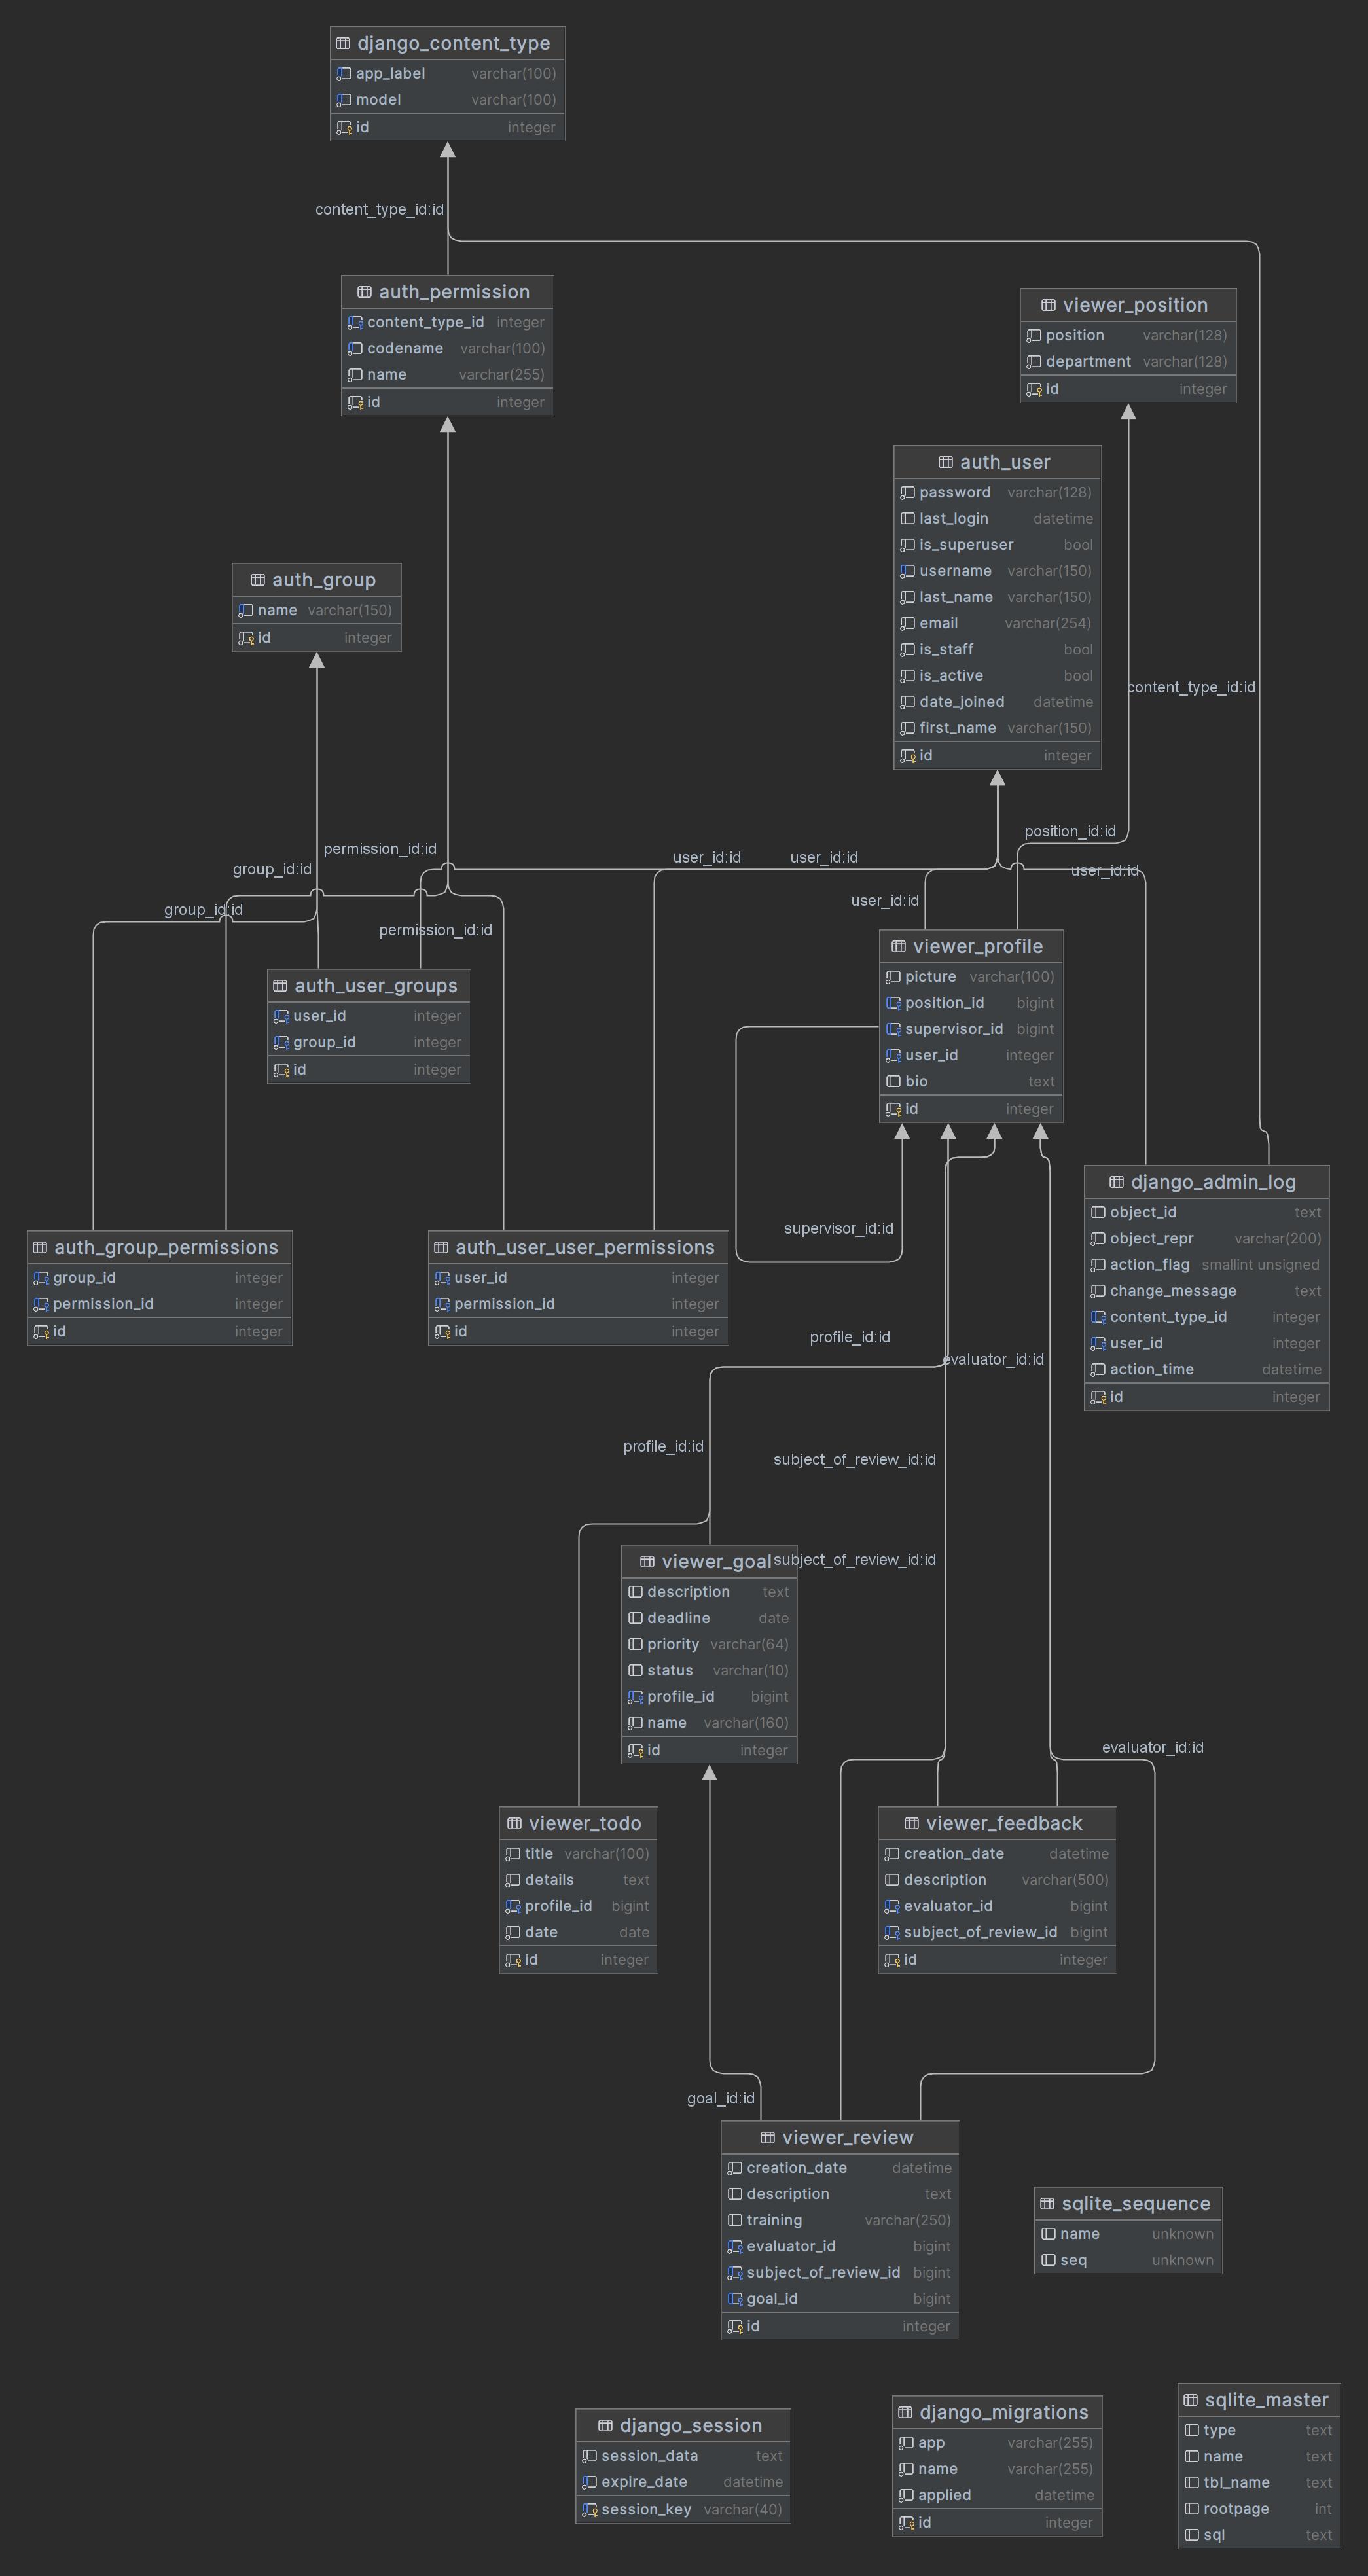 django_content_type
app_label varchar(100)
model varchar(100)
id integer
content_type_id:id
auth_permission
content_type_id integer
codename varchar(100)
name varchar(255)
id integer
viewer_position
position varchar(128)
department varchar(128)
id integer
auth_user
password varchar(128)
last_login datetime
is_superuser bool
username varchar(150)
last_name varchar(150)
email varchar(254)
is_staff bool
is_active bool
date_joined datetime
first_name varchar(150)
id integer
auth_group
name varchar(150)
id integer
content_type_id:id
position_id:id
permission_id:id
user_id:id
user_id:id
group_id:id
user_id:id
user_id:id
group_id:id
permission_id:id
viewer_profile
picture varchar(100)
position_id bigint
supervisor_id bigint
user_id integer
bio text
id integer
auth_user_groups
user_id integer
group_id integer
id integer
supervisor_id:id
django_admin_log
object_id text
object_repr varchar(200)
action_flag smallint unsigned
change_message text
content_type_id integer
user_id integer
action_time datetime
id integer
auth_group_permissions
group_id integer
permission_id integer
id integer
auth_user_user_permissions
user_id integer
permission_id integer
id integer
profile_id:id
evaluator_id:id
profile_id:id
subject_of_review_id:id
subject_of_review_id:id
viewer_goal
description text
deadline date
priority varchar(64)
status varchar(10)
profile_id bigint
name varchar(160)
id integer
evaluator_id:id
viewer_todo
title varchar(100)
details text
profile_id bigint
date date
id integer
viewer_feedback
creation_date datetime
description varchar(500)
evaluator_id bigint
subject_of_review_id bigint
id integer
goal_id:id
viewer_review
creation_date datetime
description text
training varchar(250)
evaluator_id bigint
subject_of_review_id bigint
goal_id bigint
id integer
sqlite_sequence
name unknown
seq unknown
django_session
session_data text
expire_date datetime
session_key varchar(40)
django_migrations
app varchar(255)
name varchar(255)
applied datetime
id integer
sqlite_master
type text
name text
tbl_name text
rootpage int
sql text